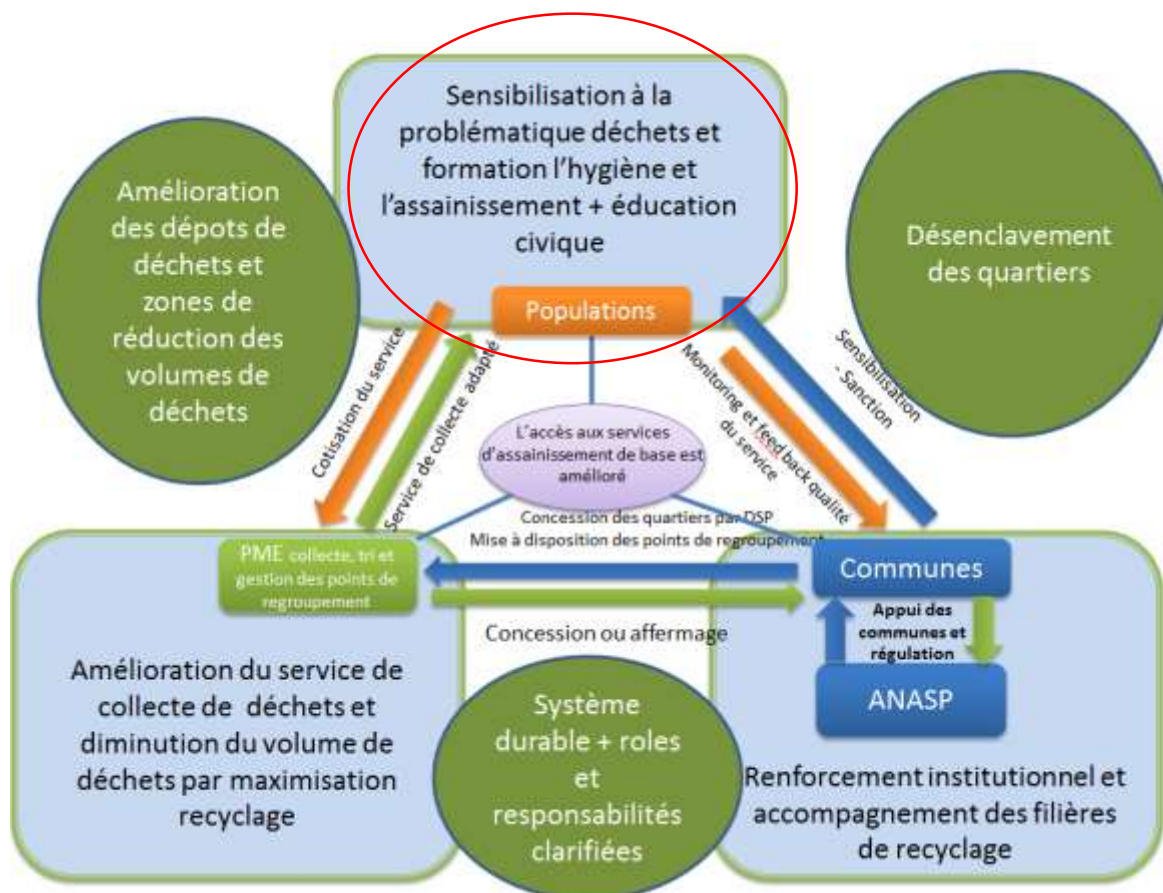 Sensibilisation à la
problématique déchets et
formation l'hygiène et
l'assainissement + éducation
civique
Populations
Amélioration
des dépots de
déchets et
zones de
réduction des
volumes de
déchets
Désenclavement
des quartiers
Cotisation du service
Service de collecte adapté
Monitoring et feed back qualité
du service
Sensibilisation
- Sanction
L'accès aux services
d'assainissement de base est
amélioré
Concession des quartiers par DSP
Mise à disposition des points de regroupement
PME collecte, tri et
gestion des points de
regroupement
Communes
Appui des
communes et
régulation
ANASP
Concession ou affermage
Amélioration du service de
collecte de déchets et
diminution du volume de
déchets par maximisation
recyclage
Système
durable + roles
et
responsabilités
clarifiées
Renforcement institutionnel et
accompagnement des filières
de recyclage